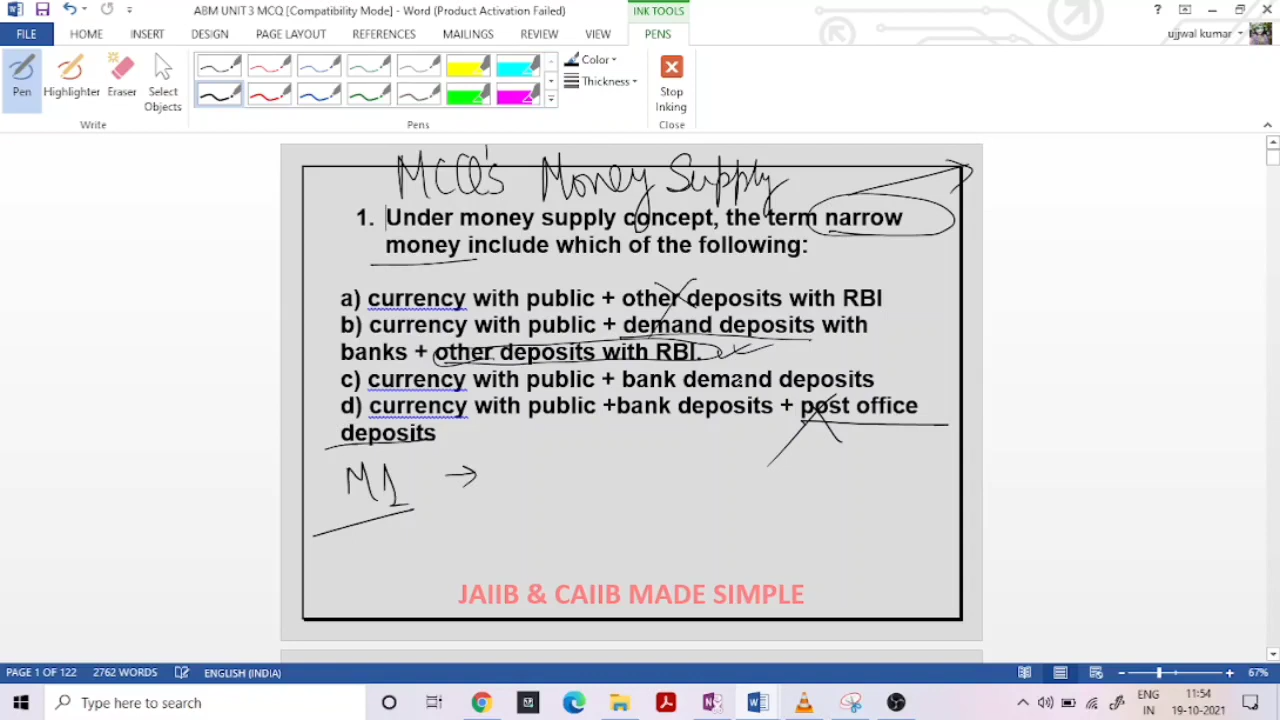 ABM UNIT 3 MCQ [Compatibility Mode] - Word (Product Activation Failed)
INK TOOLS
?
FILE
HOME
INSERT
DESIGN
PAGE LAYOUT
REFERENCES
MAILINGS
REVIEW
VIEW
PENS
ujjwal kumar
Pen
Highlighter
Eraser
Select Objects
Color
Thickness
Stop Inking
Write
Pens
Close
MCQ's Money Supply
1. Under money supply concept, the term narrow
money include which of the following:
a) currency with public + other deposits with RBI
b) currency with public + demand deposits with
banks + other deposits with RBI.
c) currency with public + bank demand deposits
d) currency with public +bank deposits + post office
deposits
M1 →
JAIIB & CAIIB MADE SIMPLE
PAGE 1 OF 122
2762 WORDS
ENGLISH (INDIA)
67%
Type here to search
ENG
IN
11:54
19-10-2021